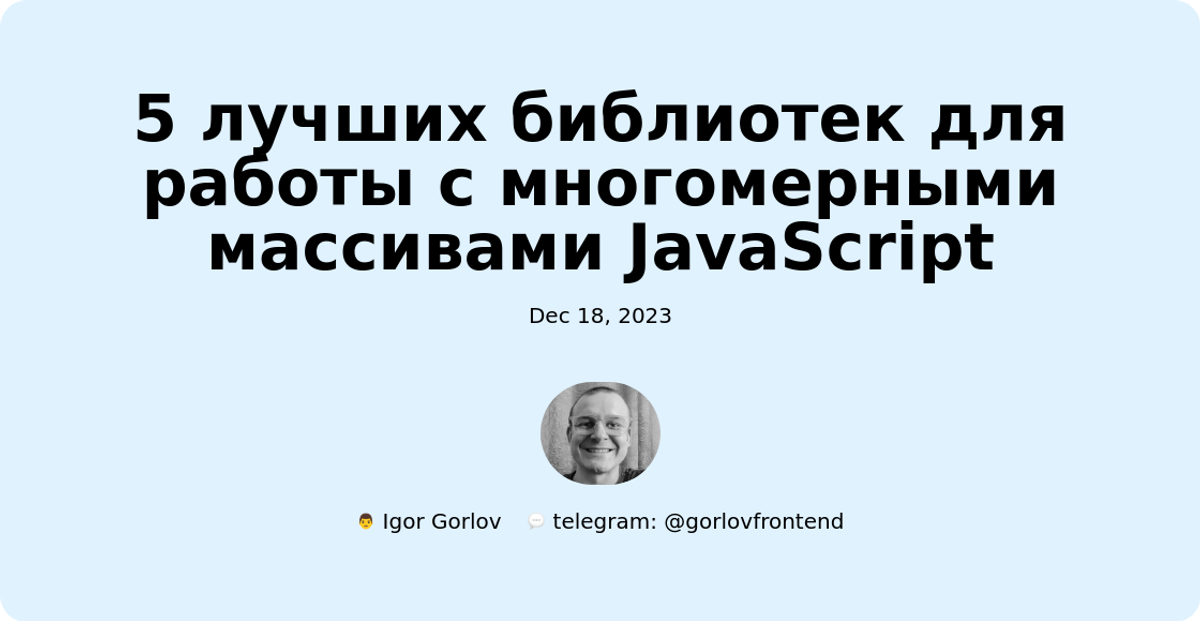 5 лучших библиотек для
работы с многомерными
массивами JavaScript
Dec 18, 2023
👨 Igor Gorlov 💬 telegram: @gorlovfrontend